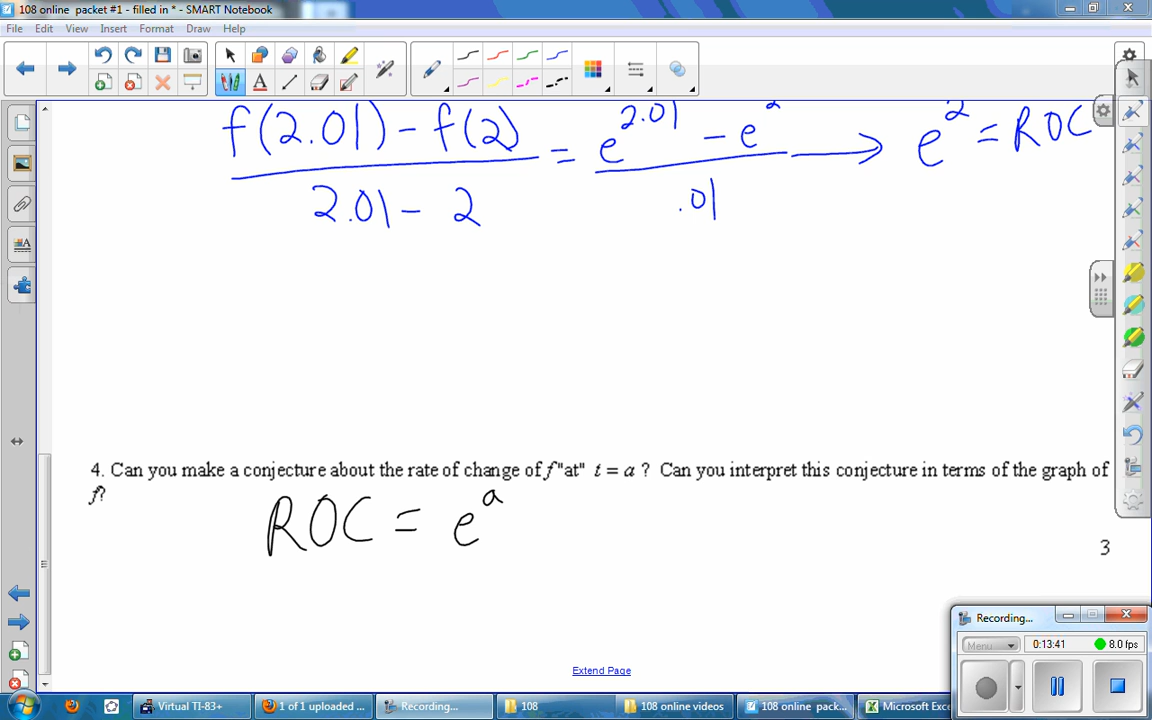 108 online packet #1 - filled in * - SMART Notebook
File Edit View Insert Format Draw Help
f(2.01) - f(2)
2.01 - 2
= e^2.01 - e^2
.01
→ e^2 = ROC
4. Can you make a conjecture about the rate of change of f "at" t = a ? Can you interpret this conjecture in terms of the graph of
f?
ROC = e^a
3
Extend Page
Recording...
Menu
0:13:41
8.0 fps
Virtual TI-83+
1 of 1 uploaded ...
Recording...
108
108 online videos
108 online pack...
Microsoft Exce